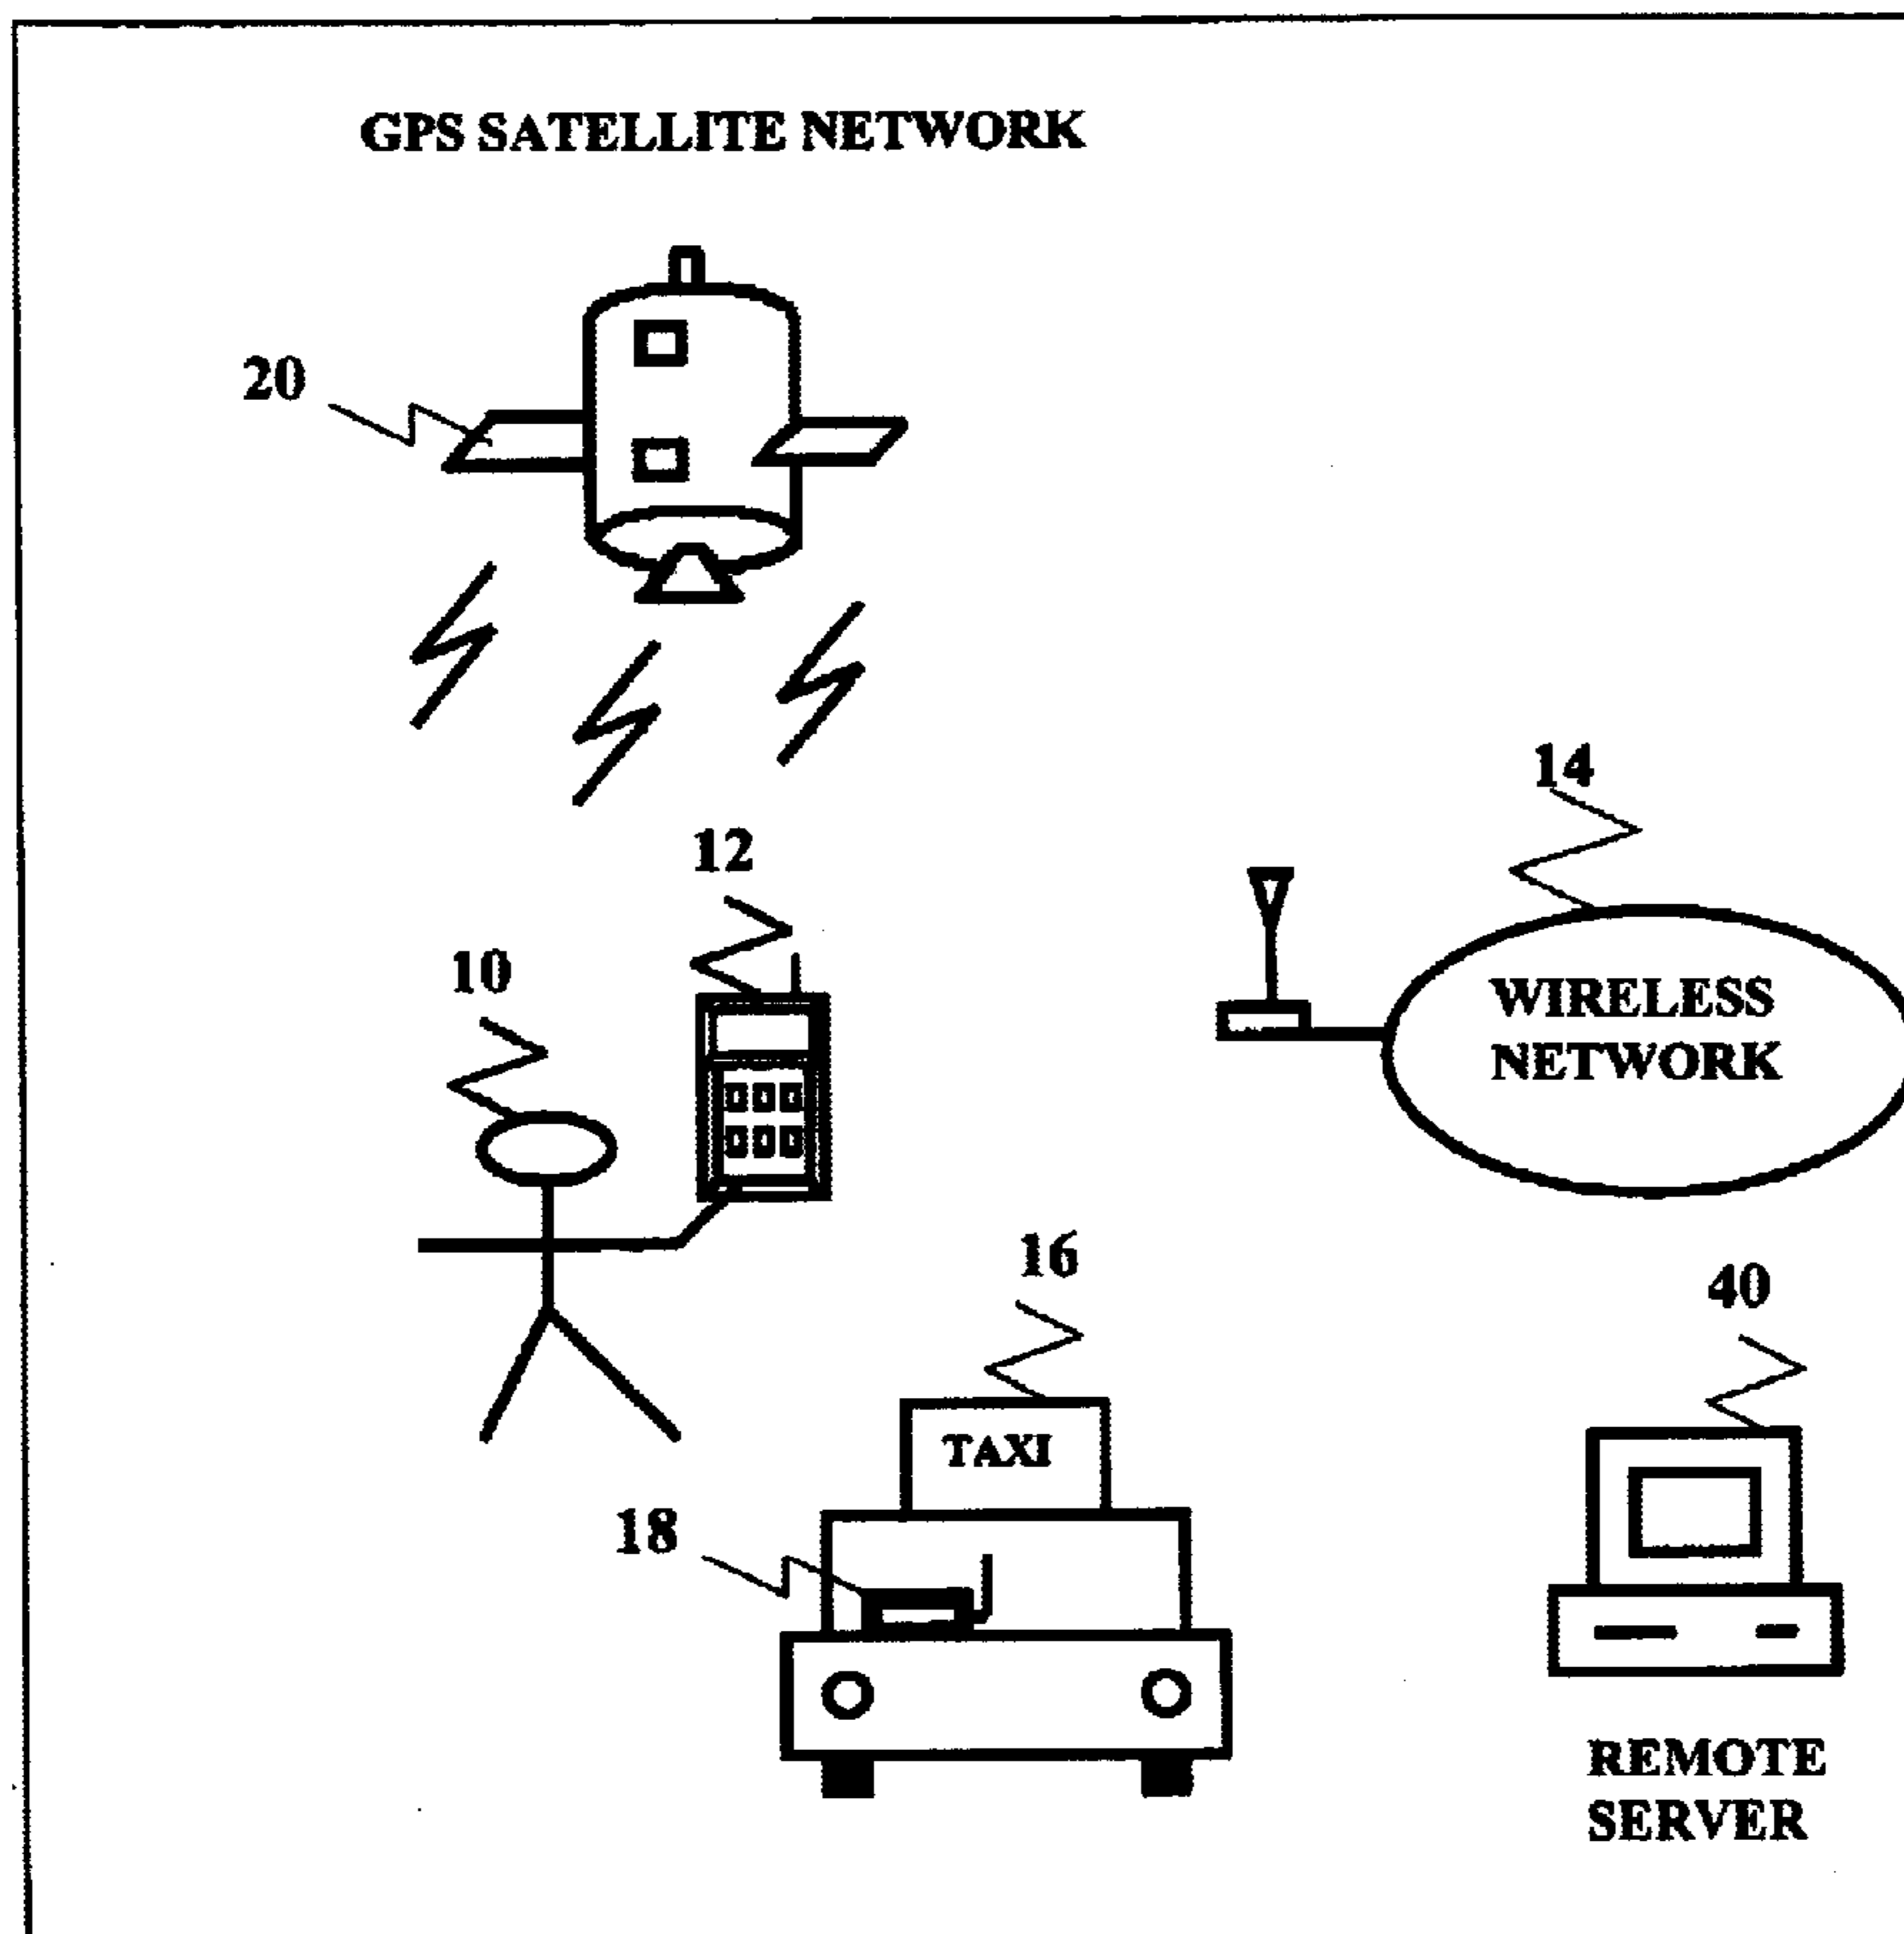 GPS SATELLITE NETWORK
20
14
12
10
WIRELESS
NETWORK
16
40
TAXI
18
REMOTE
SERVER